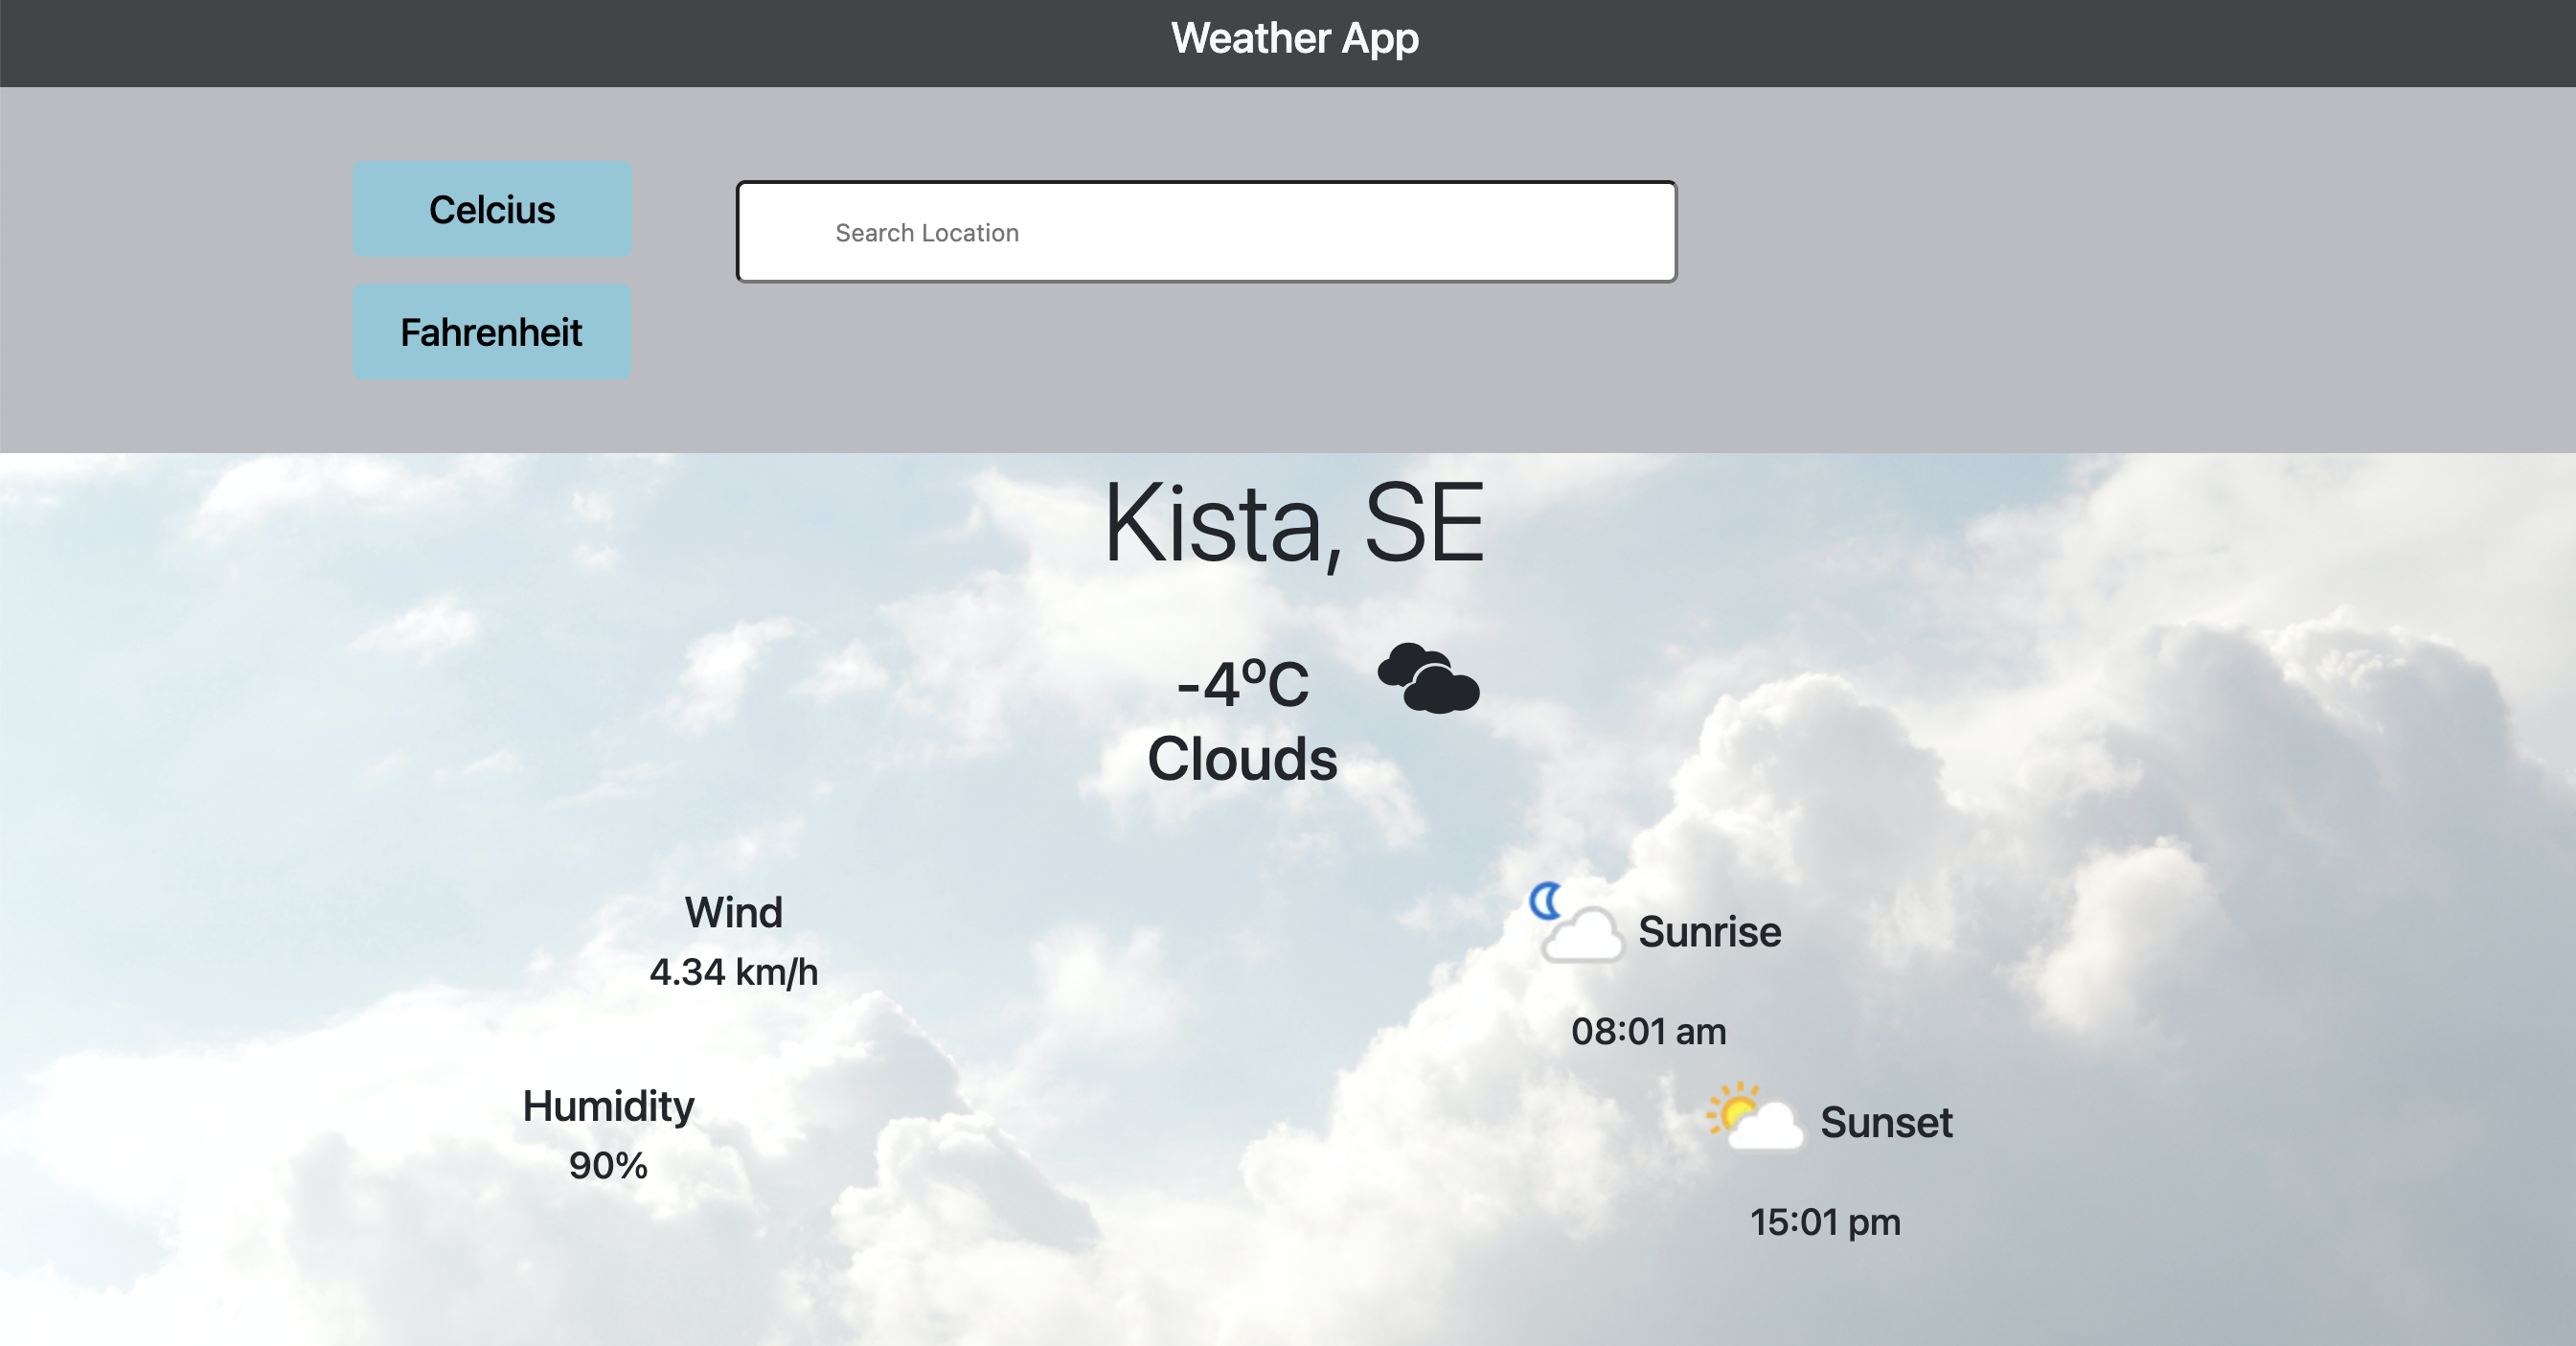 Weather App
Celcius
Search Location
Fahrenheit
Kista, SE
-4ºC
Clouds
Wind
4.34 km/h
Sunrise
08:01 am
Humidity
90%
Sunset
15:01 pm